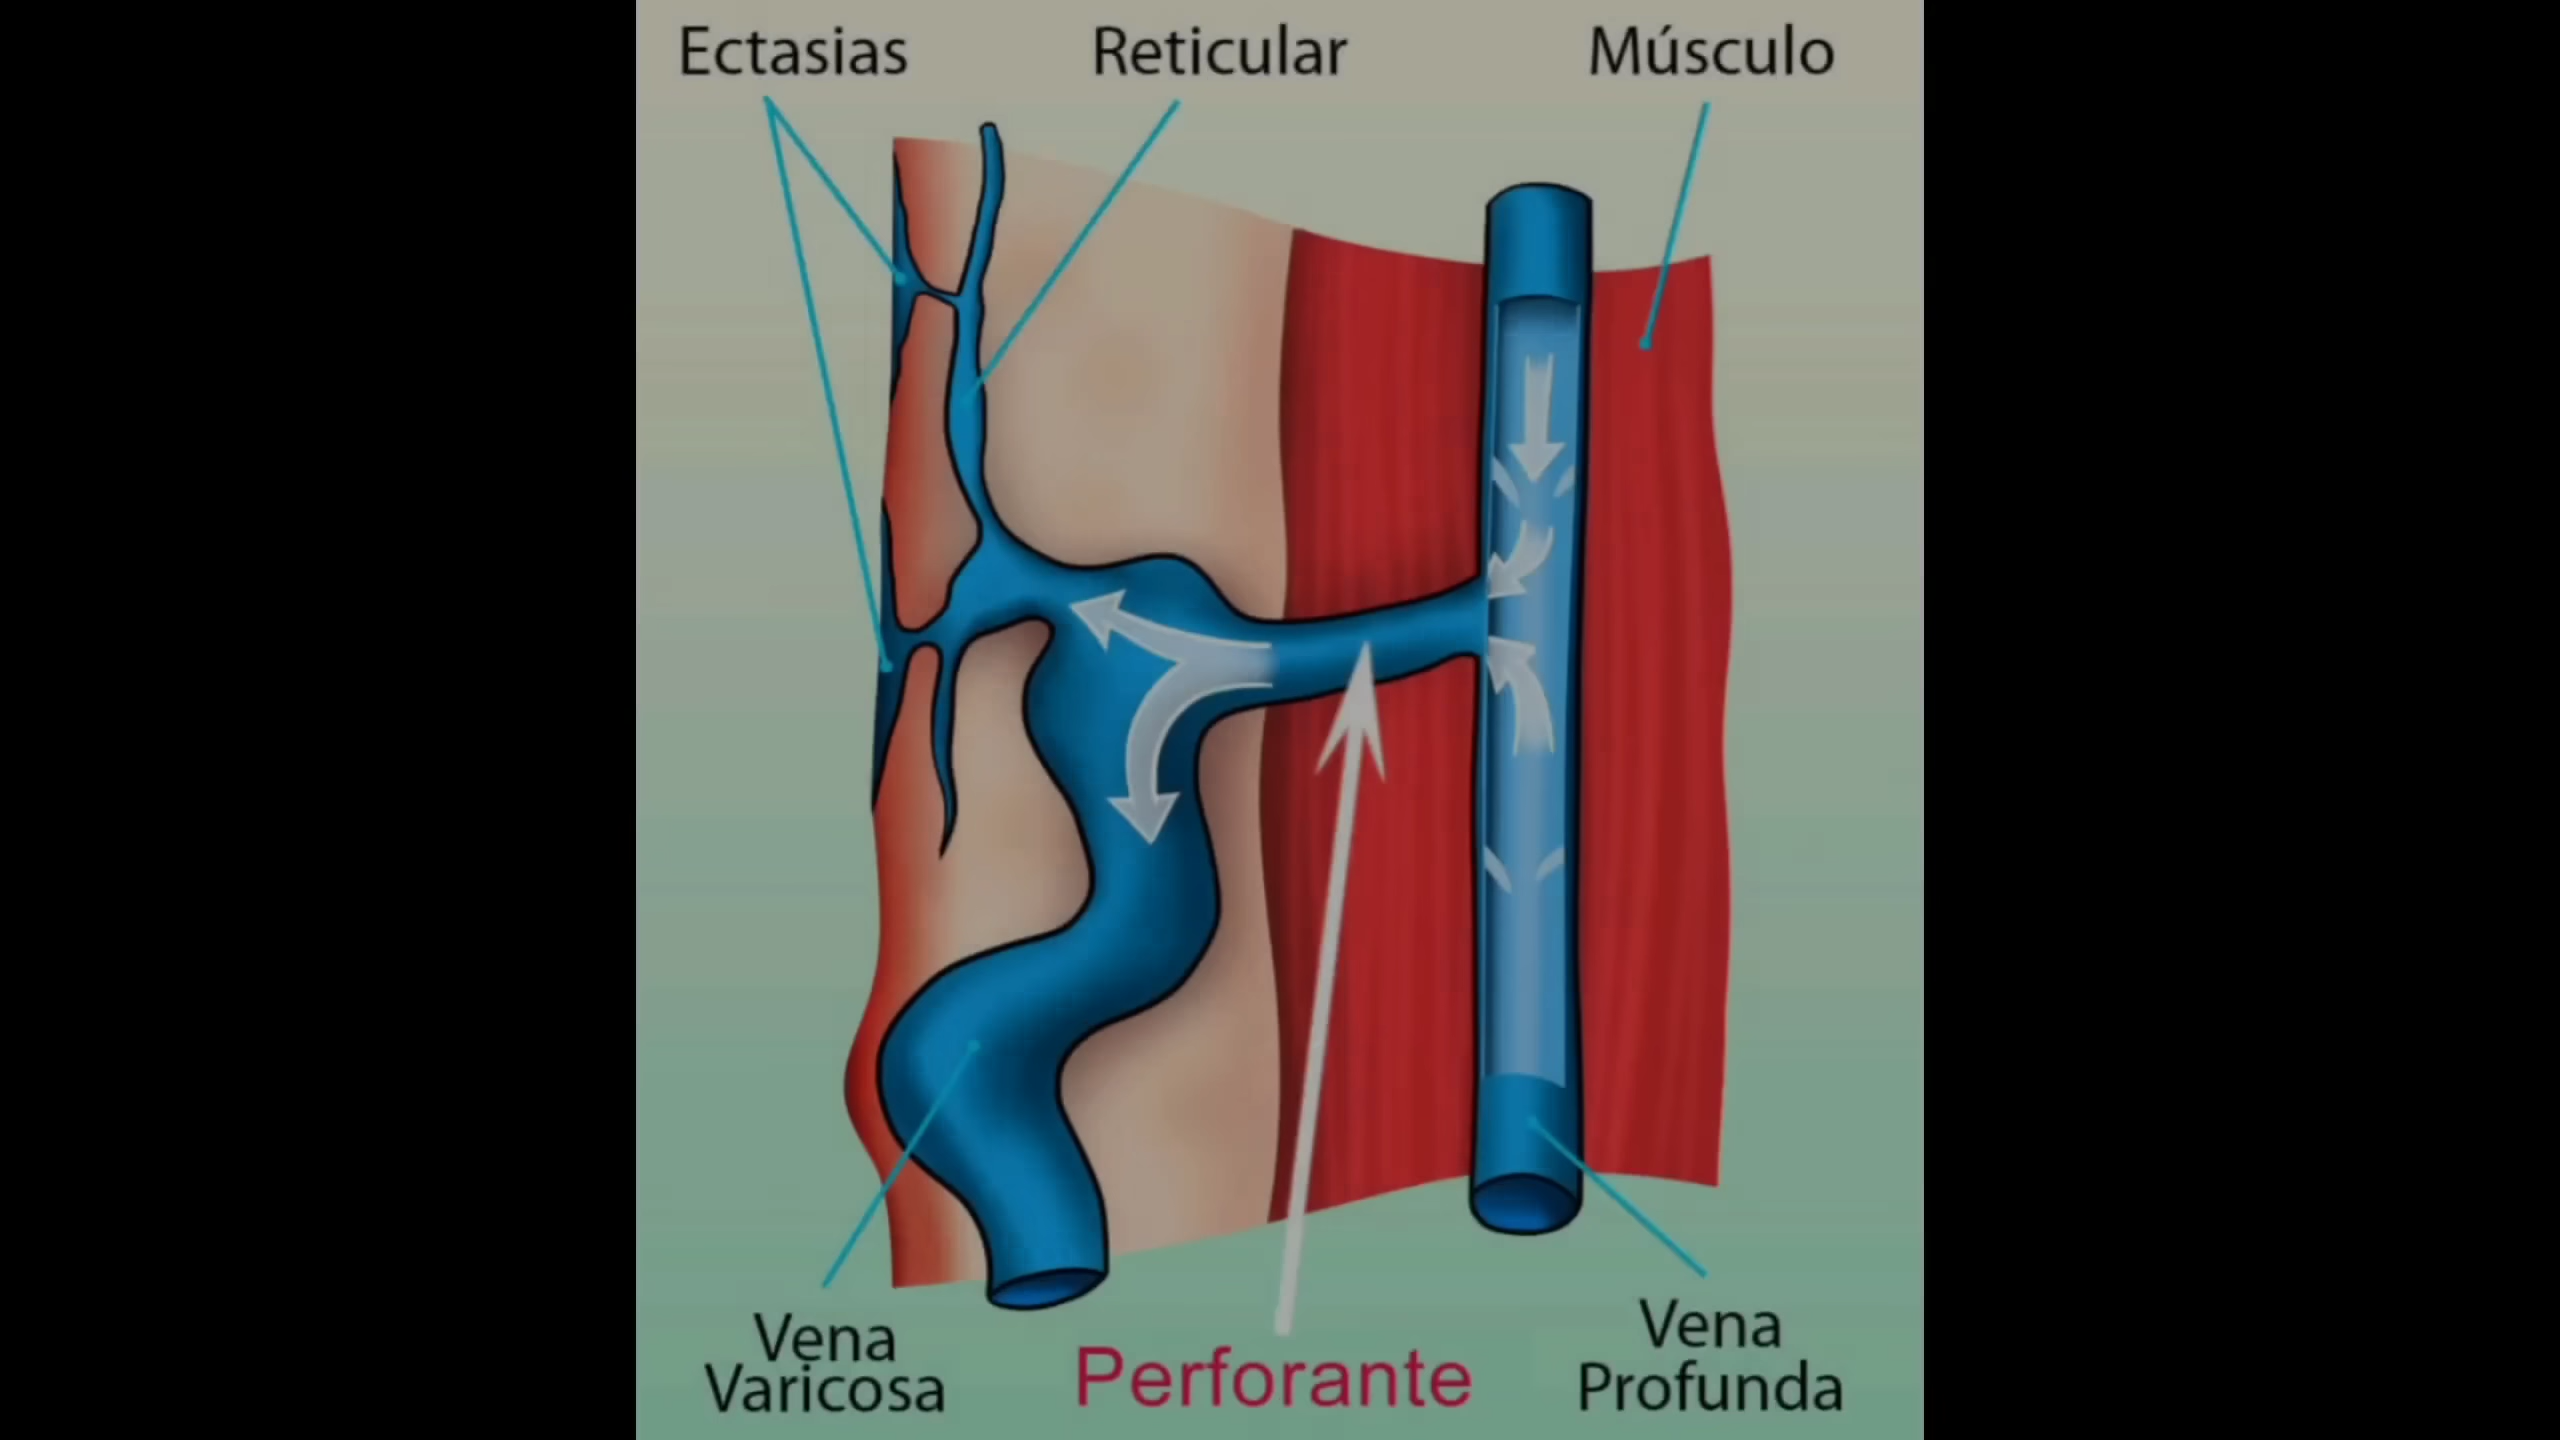 Ectasias
Reticular
Músculo
Vena
Varicosa
Perforante
Vena
Profunda